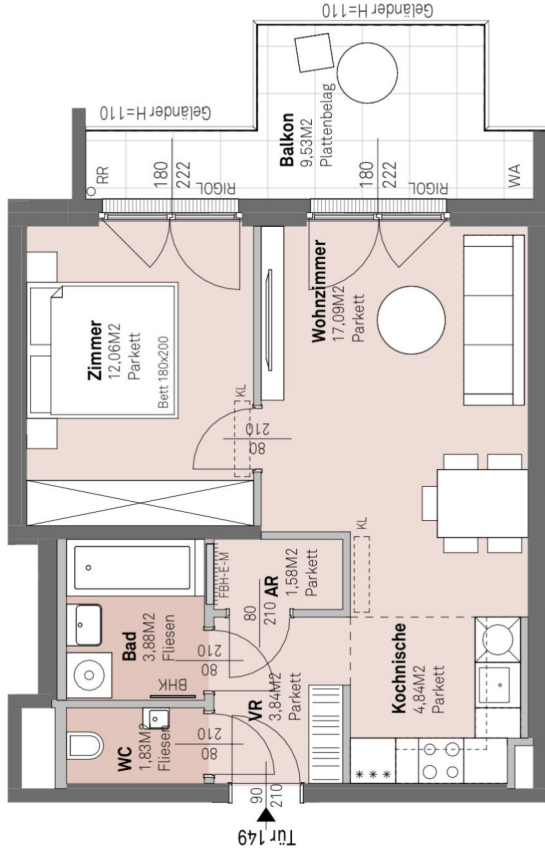 Geländer H=110
Geländer H=110
Balkon
9,53M2
Plattenbelag
RR
180
222
RIGOL
180
222
RIGOL
WA
Zimmer
12,06M2
Parkett
Bett 180x200
Wohnzimmer
17,09M2
Parkett
KL
80
210
KL
FBH-E-M
AR
1,58M2
Parkett
80
210
Bad
3,88M2
Fliesen
80
210
BHK
VR
3,84M2
Parkett
Kochnische
4,84M2
Parkett
WC
1,83M2
Fliesen
80
210
***
90
210
Tür 149